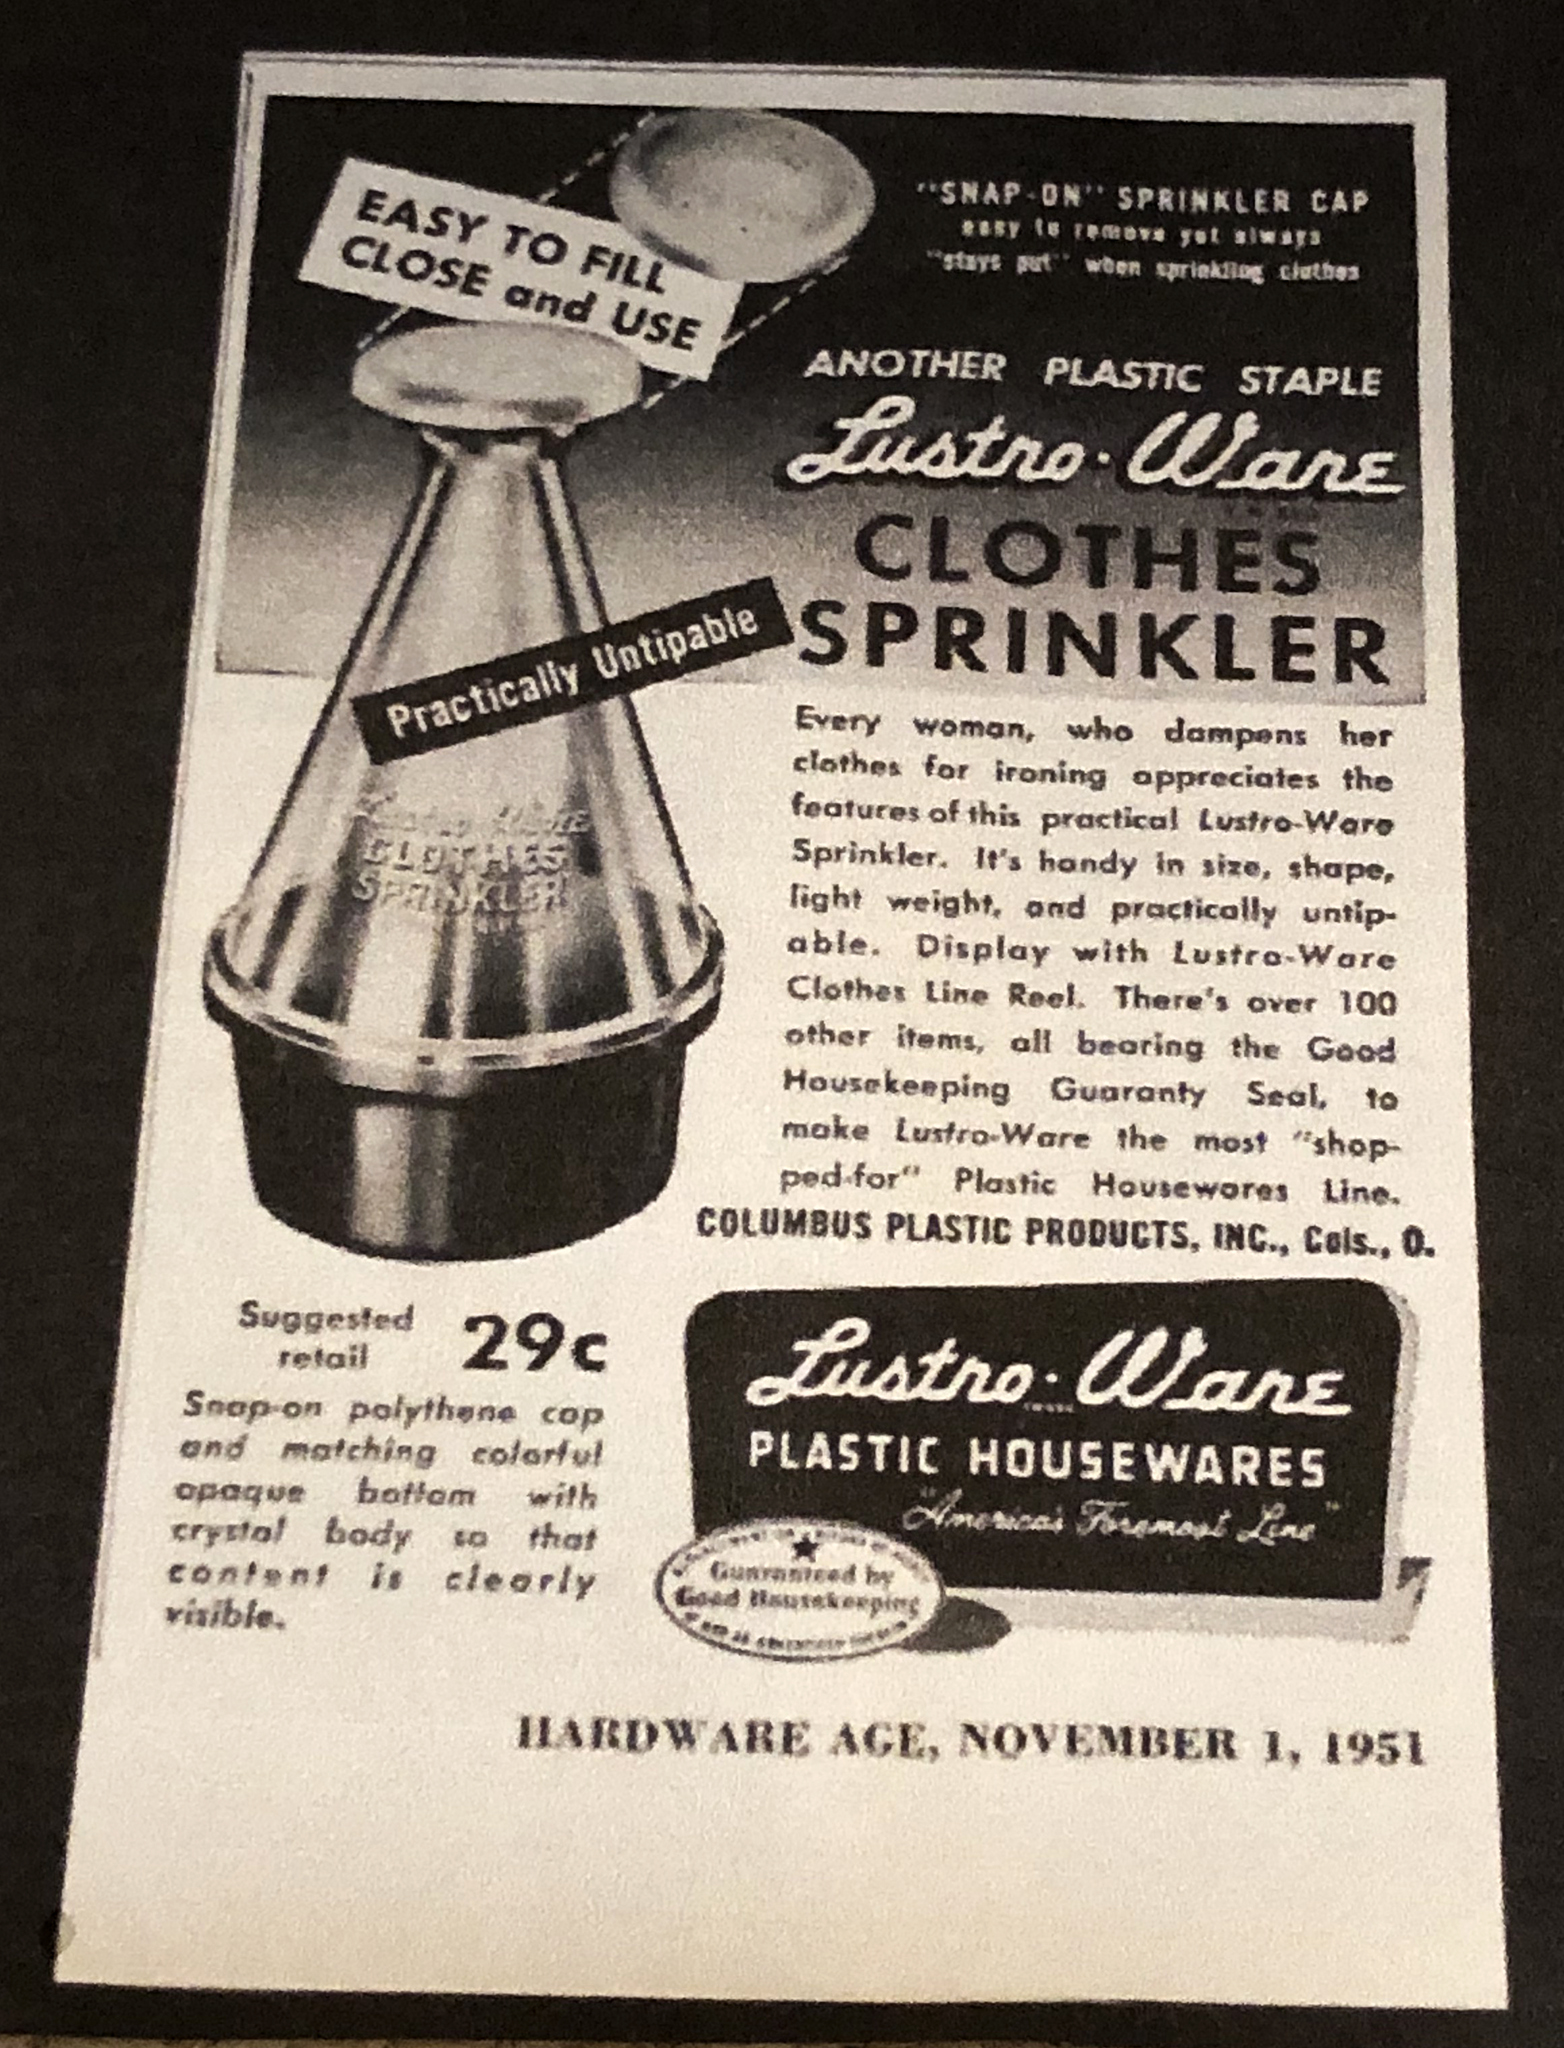 EASY TO FILL
CLOSE and USE
"SNAP-ON" SPRINKLER CAP
easy to remove yet always
"stays put" when sprinkling clothes
ANOTHER PLASTIC STAPLE
Lustro-Ware
CLOTHES
SPRINKLER
Practically Untipable
Lustro-Ware
CLOTHES
SPRINKLER
Every woman, who dampens her
clothes for ironing appreciates the
features of this practical Lustro-Ware
Sprinkler. It's handy in size, shape,
light weight, and practically untip-
able. Display with Lustro-Ware
Clothes Line Reel. There's over 100
other items, all bearing the Good
Housekeeping Guaranty Seal, to
make Lustro-Ware the most "shop-
ped-for" Plastic Housewares Line.
COLUMBUS PLASTIC PRODUCTS, INC., Cols., O.
Suggested
retail 29c
Snap-on polythene cap
and matching colorful
opaque bottom with
crystal body so that
content is clearly
visible.
Lustro-Ware
PLASTIC HOUSEWARES
"America's Foremost Line"
Guaranteed by
Good Housekeeping
HARDWARE AGE, NOVEMBER 1, 1951